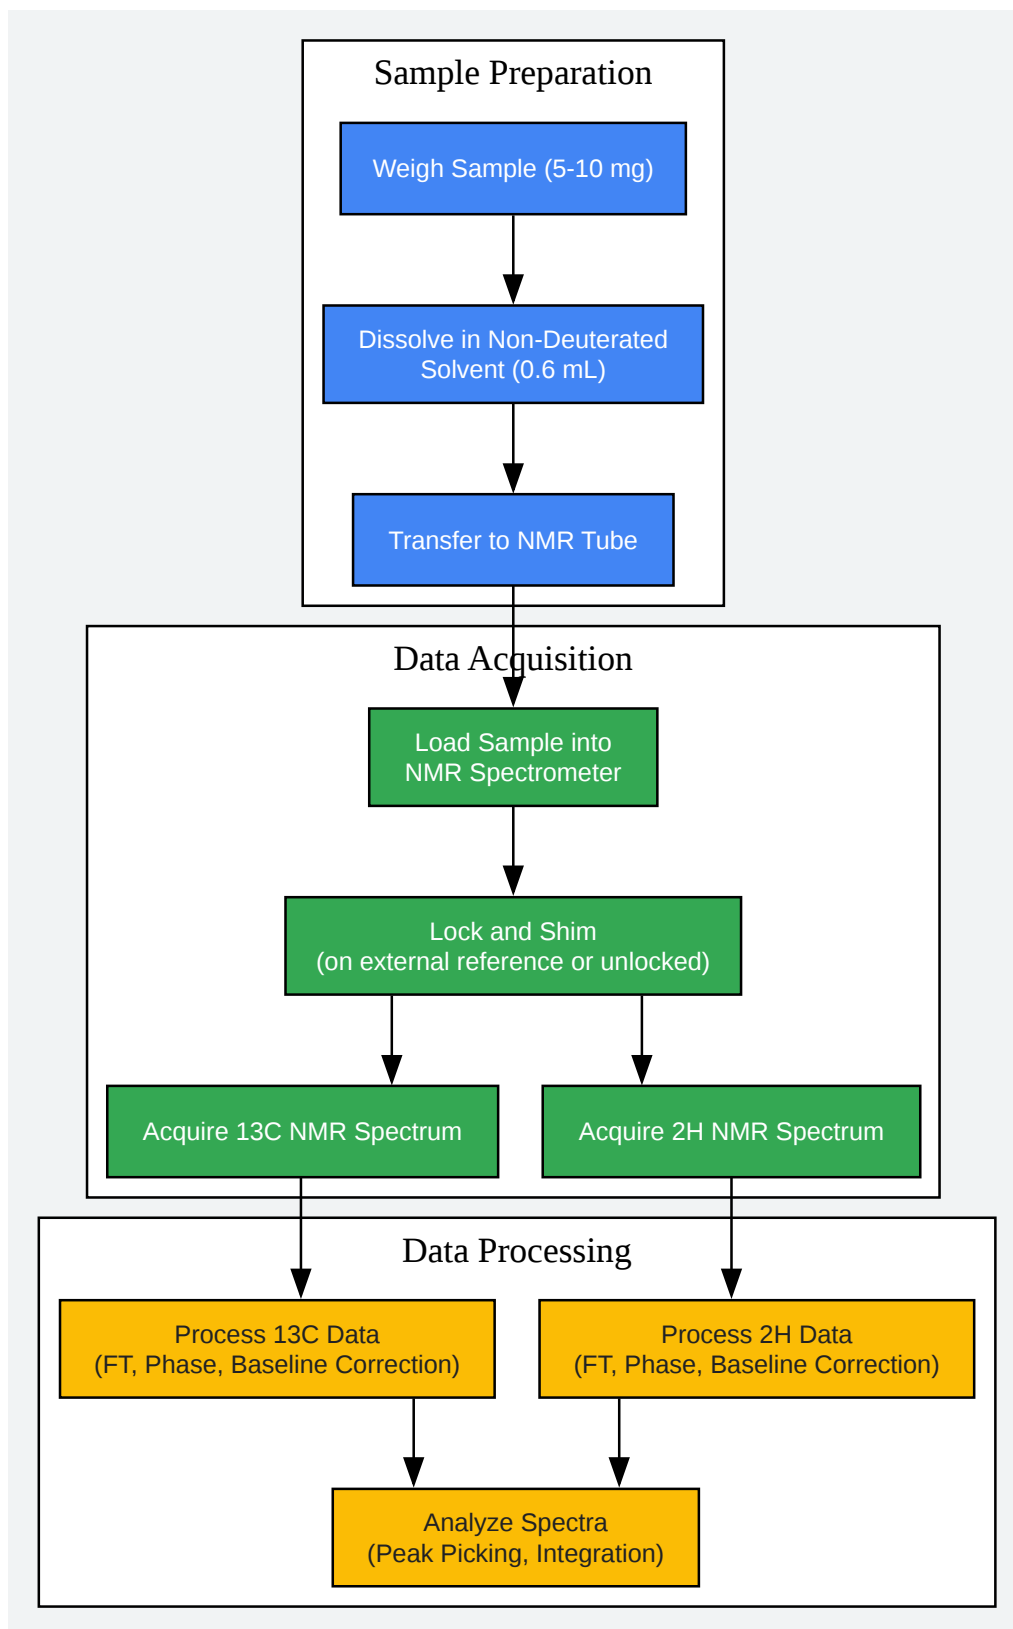 Sample Preparation
Weigh Sample (5-10 mg)
Dissolve in Non-Deuterated
Solvent (0.6 mL)
Transfer to NMR Tube
Data Acquisition
Load Sample into
NMR Spectrometer
Lock and Shim
(on external reference or unlocked)
Acquire 13C NMR Spectrum
Acquire 2H NMR Spectrum
Data Processing
Process 13C Data
(FT, Phase, Baseline Correction)
Process 2H Data
(FT, Phase, Baseline Correction)
Analyze Spectra
(Peak Picking, Integration)